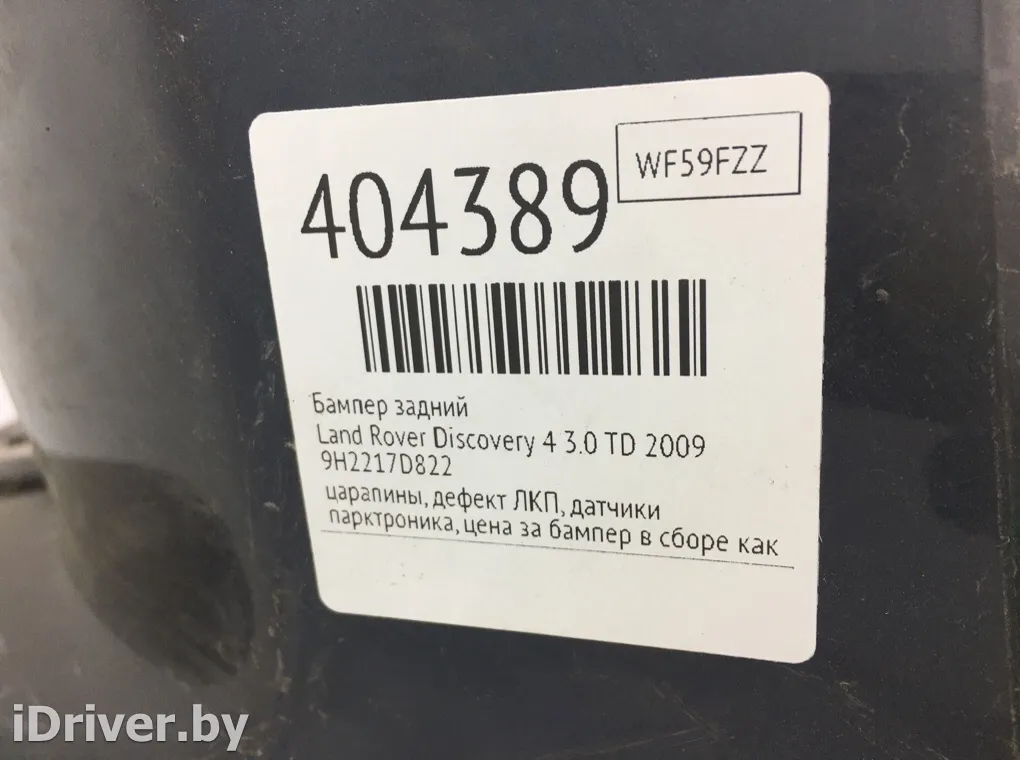 WF59FZZ
404389
Бампер задний
Land Rover Discovery 4 3.0 TD 2009
9H2217D822
царапины, дефект ЛКП, датчики
парктроника, цена за бампер в сборе как
iDriver.by